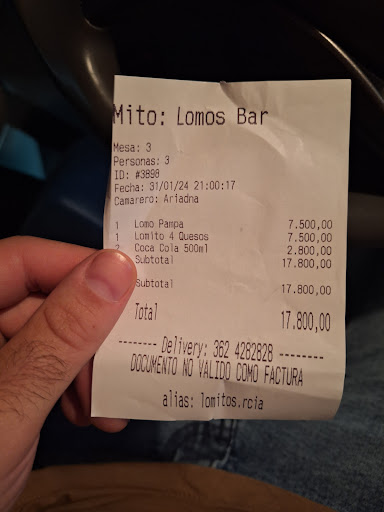 Mito: Lomos Bar
Mesa: 3
Personas: 3
ID: #3898
Fecha: 31/01/24 21:00:17
Camarero: Ariadna
1 Lomo Pampa 7.500,00
1 Lomito 4 Quesos 7.500,00
2 Coca Cola 500ml 2.800,00
Subtotal 17.800,00
Subtotal 17.800,00
Total 17.800,00
-------- Delivery: 362 4282828 --------
DOCUMENTO NO VALIDO COMO FACTURA
alias: lomitos.rcia